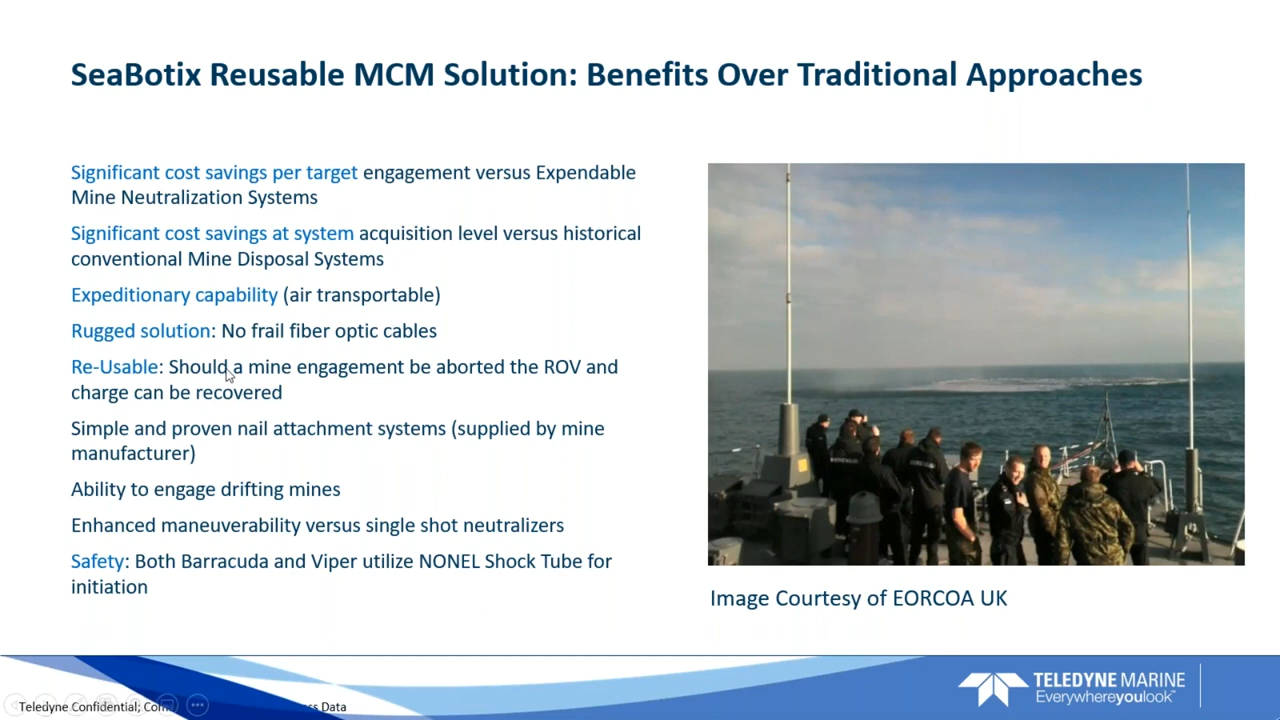 SeaBotix Reusable MCM Solution: Benefits Over Traditional Approaches
Significant cost savings per target engagement versus Expendable
Mine Neutralization Systems
Significant cost savings at system acquisition level versus historical
conventional Mine Disposal Systems
Expeditionary capability (air transportable)
Rugged solution: No frail fiber optic cables
Re-Usable: Should a mine engagement be aborted the ROV and
charge can be recovered
Simple and proven nail attachment systems (supplied by mine
manufacturer)
Ability to engage drifting mines
Enhanced maneuverability versus single shot neutralizers
Safety: Both Barracuda and Viper utilize NONEL Shock Tube for
initiation
Image Courtesy of EORCOA UK
Teledyne Confidential; Data
TELEDYNE MARINE
Everywhereyoulook™